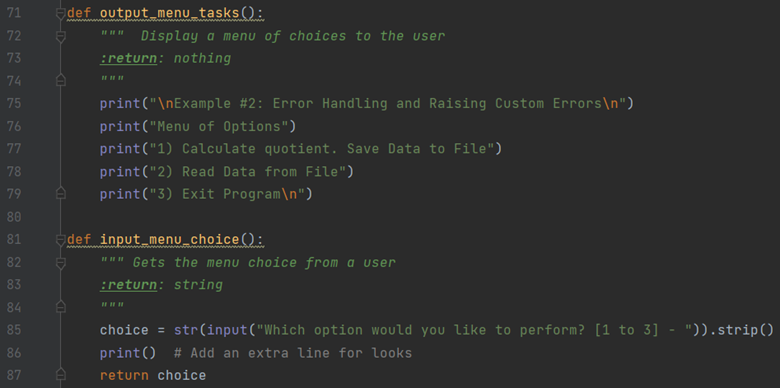 71 def output_menu_tasks():
72     """  Display a menu of choices to the user
73     :return: nothing
74     """
75     print("\nExample #2: Error Handling and Raising Custom Errors\n")
76     print("Menu of Options")
77     print("1) Calculate quotient. Save Data to File")
78     print("2) Read Data from File")
79     print("3) Exit Program\n")
80
81 def input_menu_choice():
82     """ Gets the menu choice from a user
83     :return: string
84     """
85     choice = str(input("Which option would you like to perform? [1 to 3] - ")).strip()
86     print()  # Add an extra line for looks
87     return choice